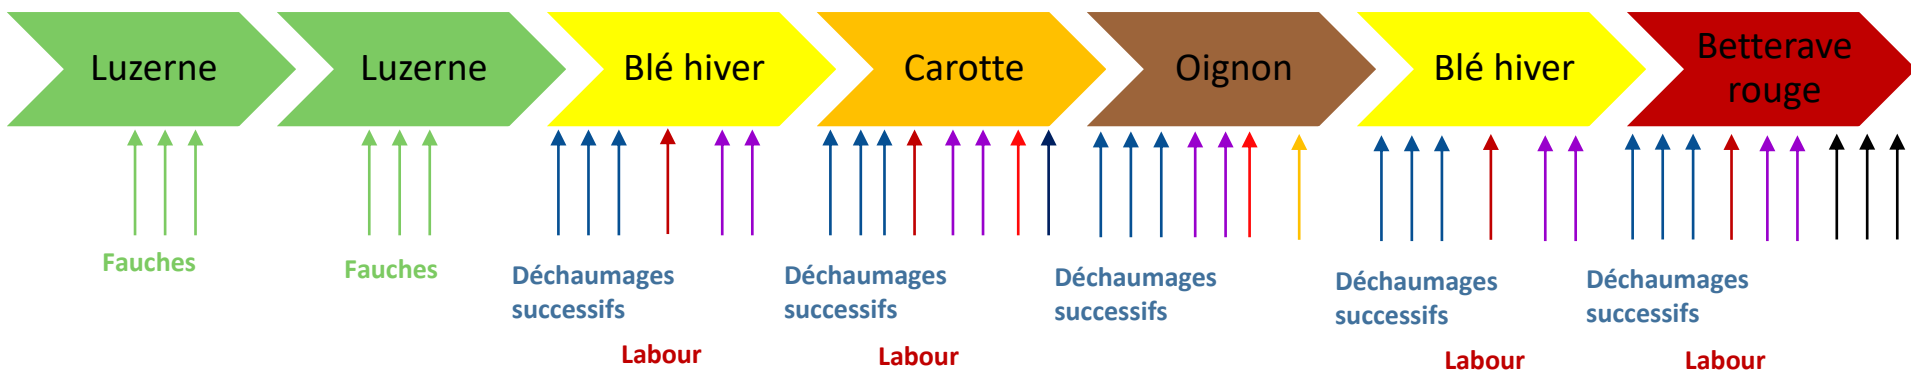 Luzerne
Luzerne
Blé hiver
Carotte
Oignon
Blé hiver
Betterave
rouge
Fauches
Fauches
Déchaumages
successifs
Labour
Déchaumages
successifs
Labour
Déchaumages
successifs
Déchaumages
successifs
Labour
Déchaumages
successifs
Labour